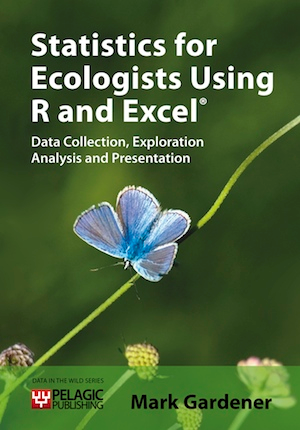 Statistics for
Ecologists Using
R and Excel®
Data Collection, Exploration
Analysis and Presentation
DATA IN THE WILD SERIES
PELAGIC
PUBLISHING
Mark Gardener